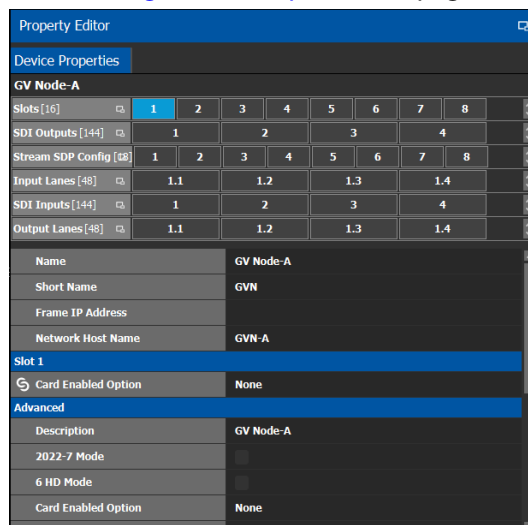 Property Editor
Device Properties
GV Node-A
Slots [16] 1 2 3 4 5 6 7 8
SDI Outputs [144] 1 2 3 4
Stream SDP Config 1 2 3 4 5 6 7 8
Input Lanes [48] 1.1 1.2 1.3 1.4
SDI Inputs [144] 1 2 3 4
Output Lanes [48] 1.1 1.2 1.3 1.4
Name GV Node-A
Short Name GVN
Frame IP Address
Network Host Name GVN-A
Slot 1
Card Enabled Option None
Advanced
Description GV Node-A
2022-7 Mode
6 HD Mode
Card Enabled Option None